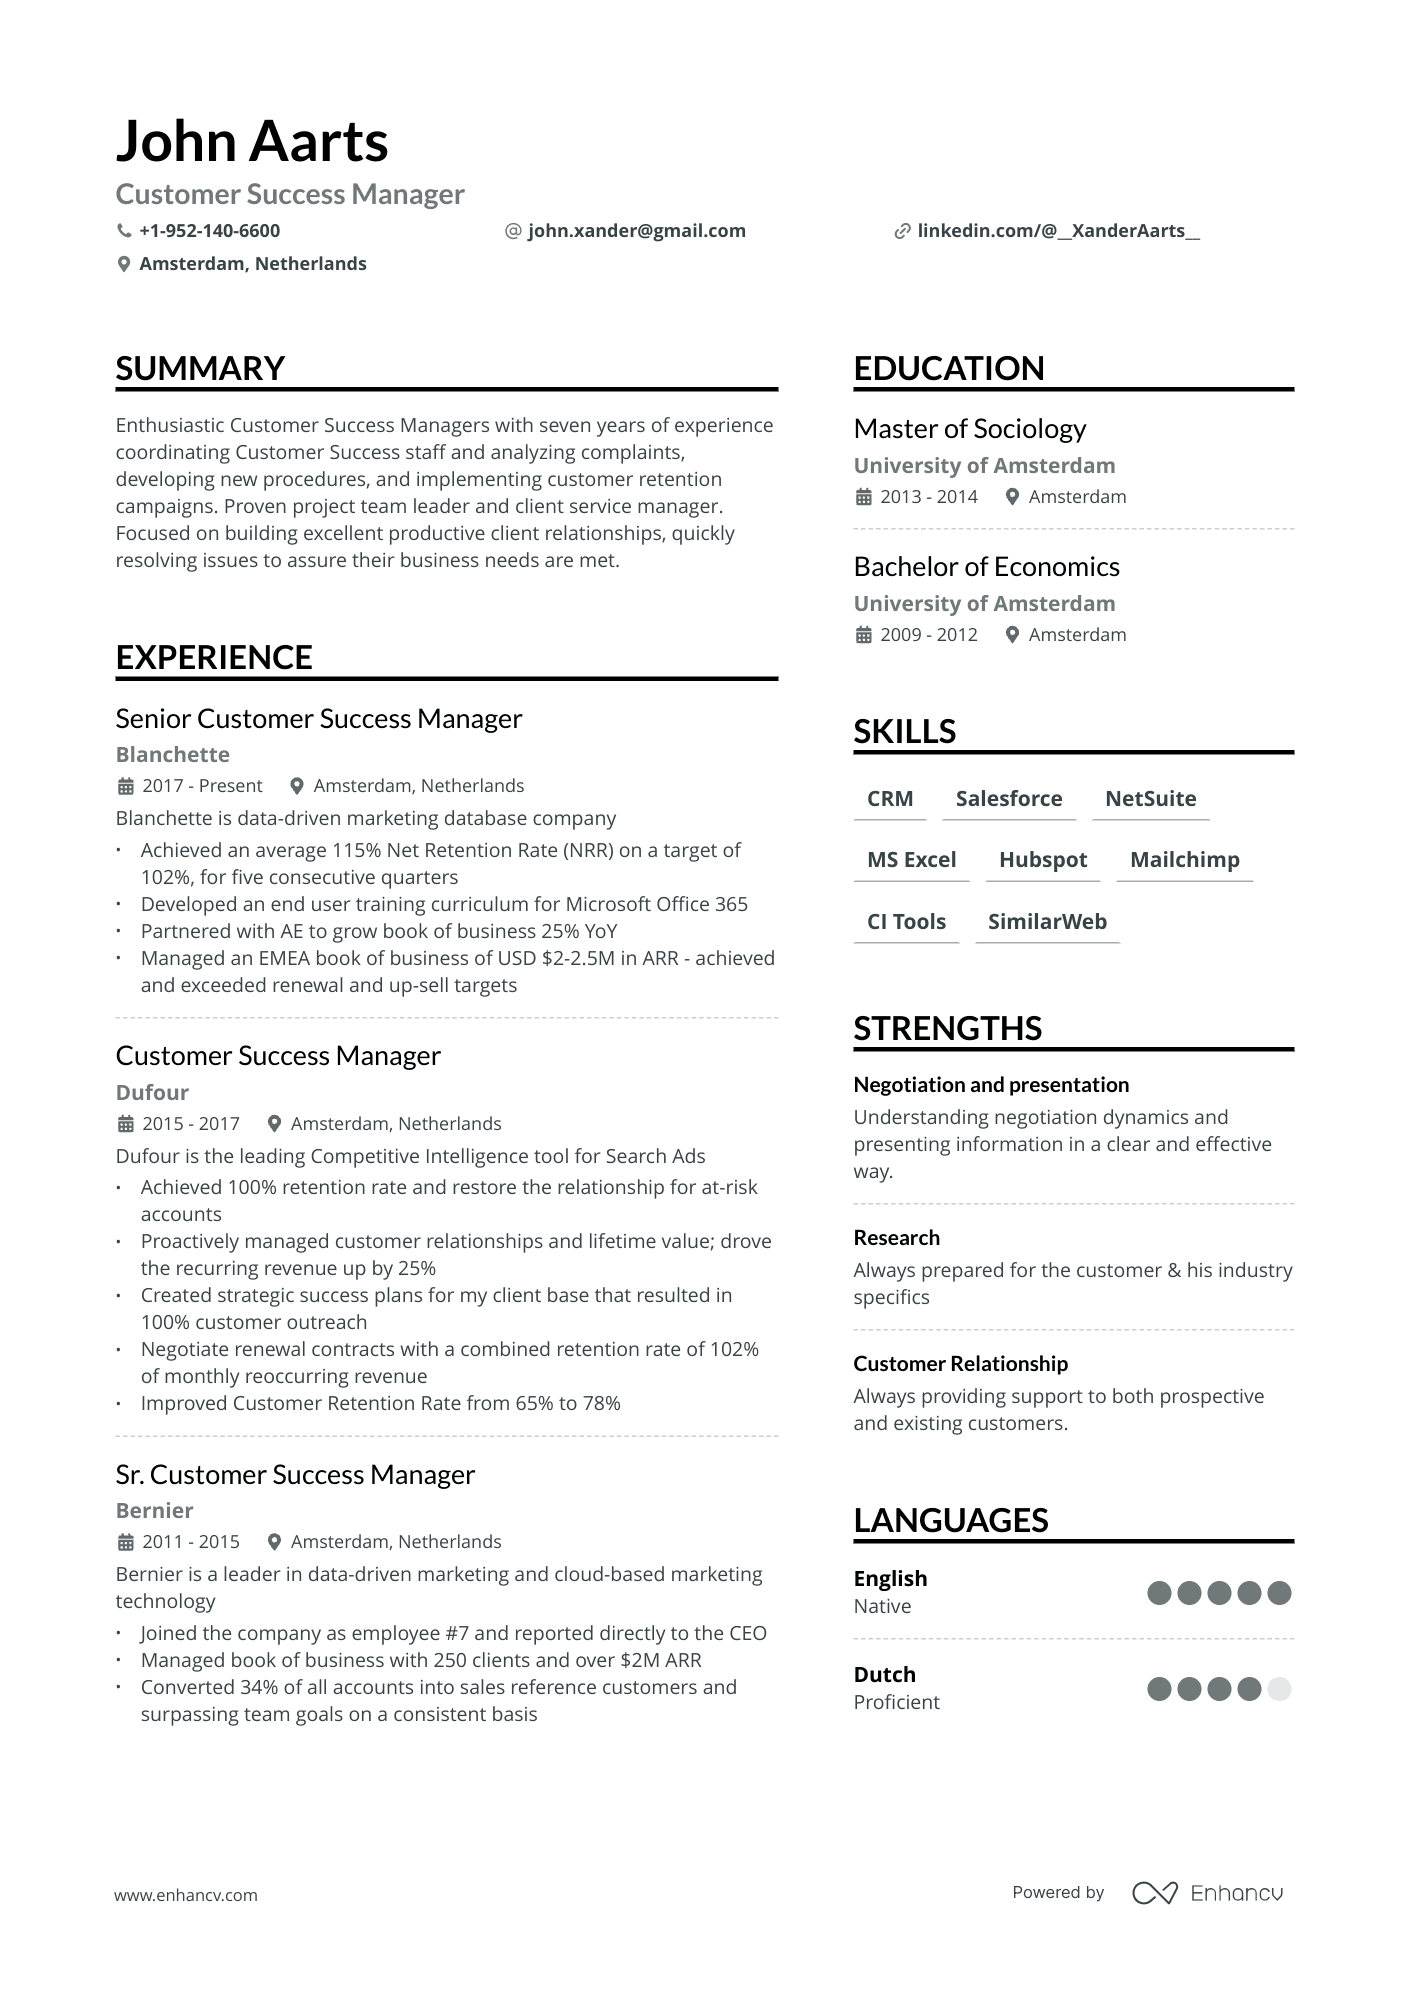 John Aarts
Customer Success Manager
+1-952-140-6600
@ john.xander@gmail.com
linkedin.com/@__XanderAarts__
Amsterdam, Netherlands
SUMMARY
Enthusiastic Customer Success Managers with seven years of experience
coordinating Customer Success staff and analyzing complaints,
developing new procedures, and implementing customer retention
campaigns. Proven project team leader and client service manager.
Focused on building excellent productive client relationships, quickly
resolving issues to assure their business needs are met.
EXPERIENCE
Senior Customer Success Manager
Blanchette
2017 - Present Amsterdam, Netherlands
Blanchette is data-driven marketing database company
• Achieved an average 115% Net Retention Rate (NRR) on a target of
102%, for five consecutive quarters
• Developed an end user training curriculum for Microsoft Office 365
• Partnered with AE to grow book of business 25% YoY
• Managed an EMEA book of business of USD $2-2.5M in ARR - achieved
and exceeded renewal and up-sell targets
Customer Success Manager
Dufour
2015 - 2017 Amsterdam, Netherlands
Dufour is the leading Competitive Intelligence tool for Search Ads
• Achieved 100% retention rate and restore the relationship for at-risk
accounts
• Proactively managed customer relationships and lifetime value; drove
the recurring revenue up by 25%
• Created strategic success plans for my client base that resulted in
100% customer outreach
• Negotiate renewal contracts with a combined retention rate of 102%
of monthly reoccurring revenue
• Improved Customer Retention Rate from 65% to 78%
Sr. Customer Success Manager
Bernier
2011 - 2015 Amsterdam, Netherlands
Bernier is a leader in data-driven marketing and cloud-based marketing
technology
• Joined the company as employee #7 and reported directly to the CEO
• Managed book of business with 250 clients and over $2M ARR
• Converted 34% of all accounts into sales reference customers and
surpassing team goals on a consistent basis
EDUCATION
Master of Sociology
University of Amsterdam
2013 - 2014 Amsterdam
Bachelor of Economics
University of Amsterdam
2009 - 2012 Amsterdam
SKILLS
CRM Salesforce NetSuite
MS Excel Hubspot Mailchimp
CI Tools SimilarWeb
STRENGTHS
Negotiation and presentation
Understanding negotiation dynamics and
presenting information in a clear and effective
way.
Research
Always prepared for the customer & his industry
specifics
Customer Relationship
Always providing support to both prospective
and existing customers.
LANGUAGES
English
Native
Dutch
Proficient
www.enhancv.com
Powered by Enhancv